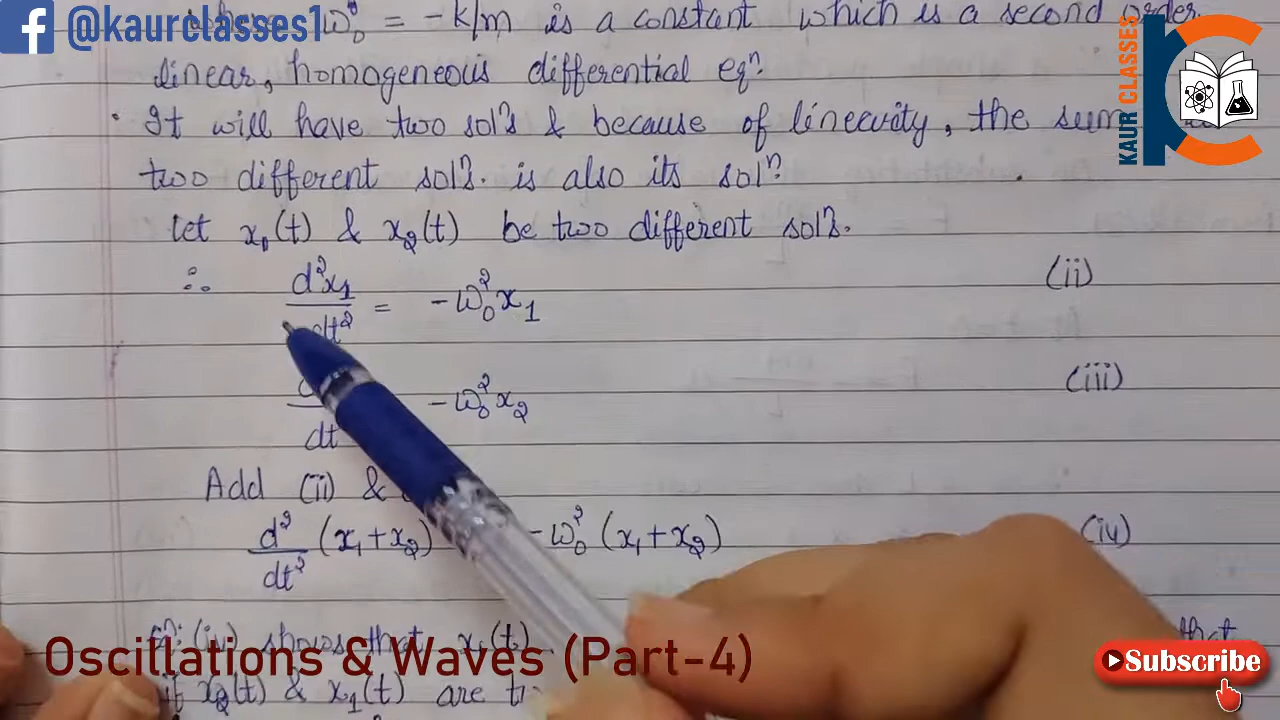 @kaurclasses1
ω₀² = -k/m is a constant which is a second order
linear, homogeneous differential eqⁿ.
· It will have two solⁿs & because of linearity, the sum
two different solⁿs. is also its solⁿ.
Let x₁(t) & x₂(t) be two different solⁿs.
∴ d²x₁/dt² = -ω₀²x₁ (ii)
dt -ω₀²x₂ (iii)
Add (ii) &
d²/dt² (x₁+x₂) -ω₀² (x₁+x₂) (iv)
Eqⁿ: (iv) shows that x₁(t) that
if x₂(t) & x₁(t) are
KAUR CLASSES
Oscillations & Waves (Part-4)
Subscribe